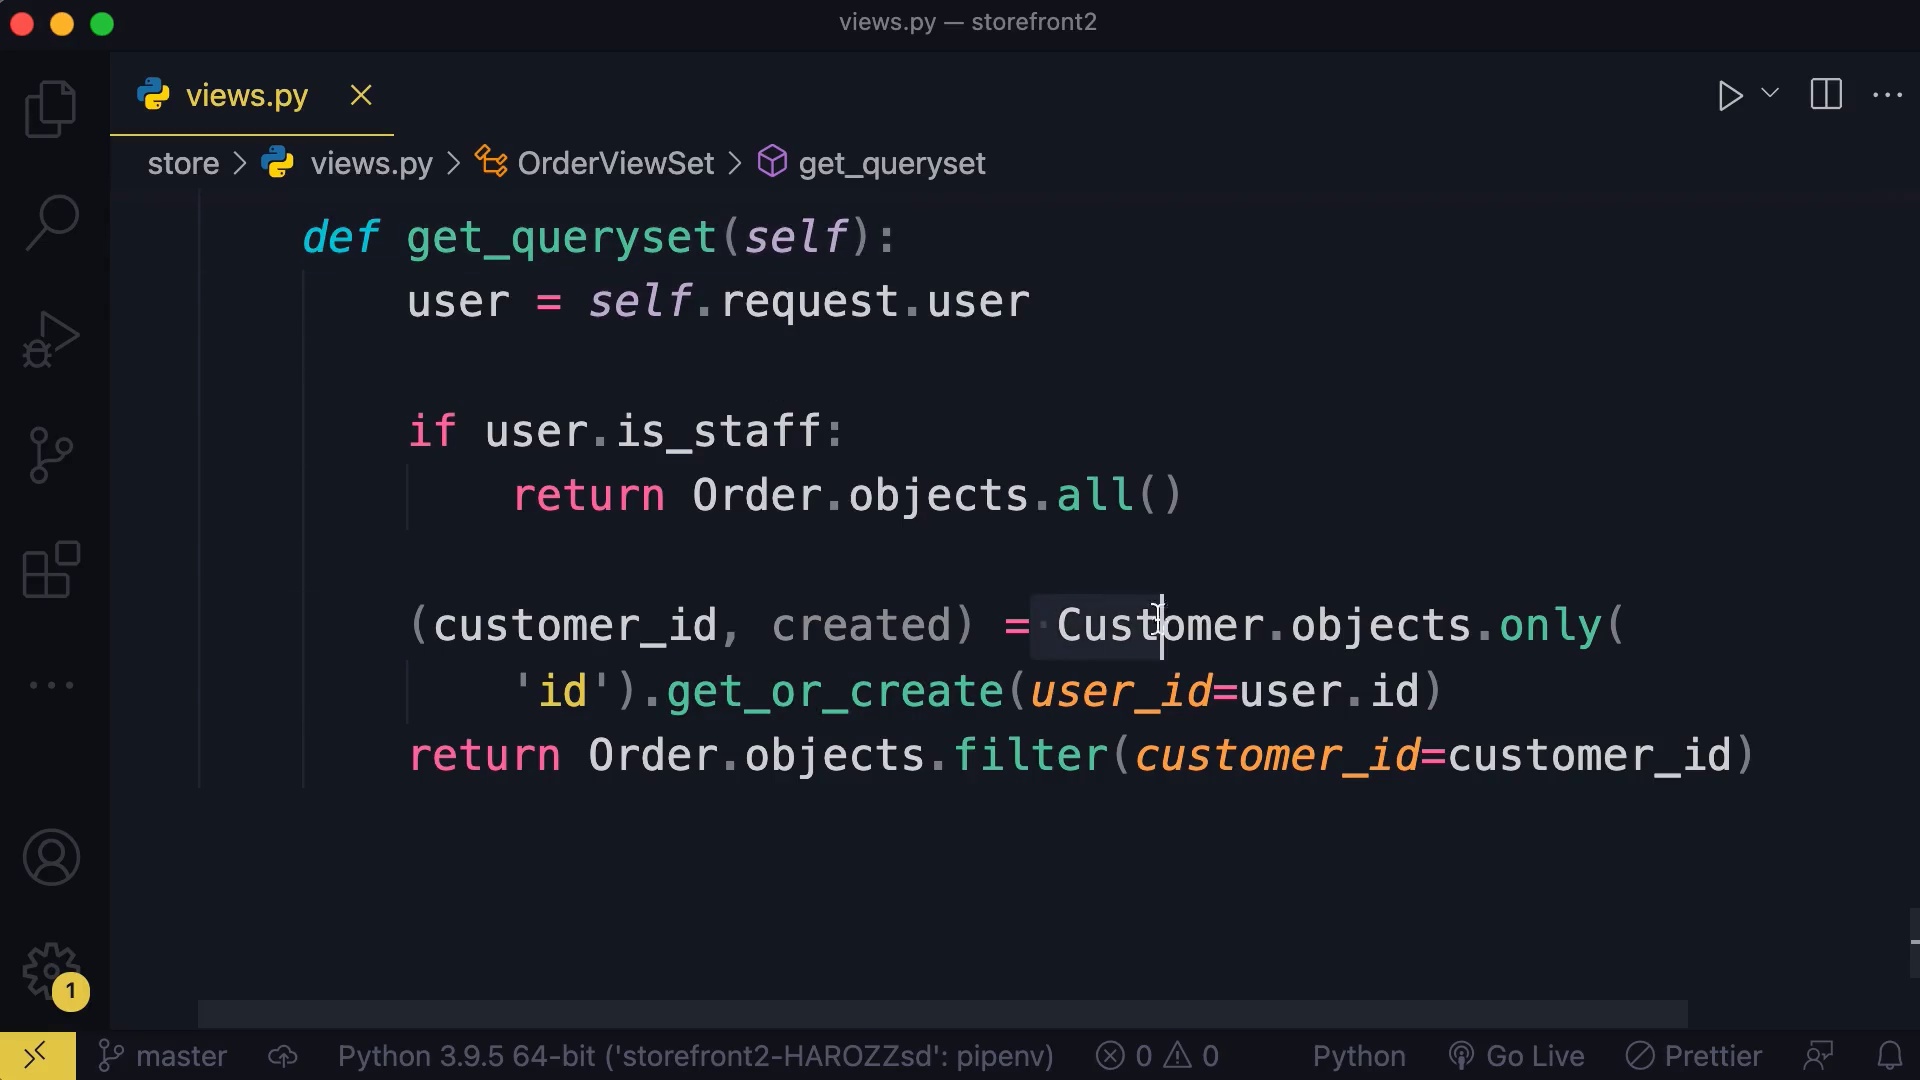 views.py — storefront2
views.py
store > views.py > OrderViewSet > get_queryset
def get_queryset(self):
user = self.request.user
if user.is_staff:
return Order.objects.all()
(customer_id, created) = Customer.objects.only(
'id').get_or_create(user_id=user.id)
return Order.objects.filter(customer_id=customer_id)
1
master Python 3.9.5 64-bit ('storefront2-HAROZZsd': pipenv) 0 0 Python Go Live Prettier